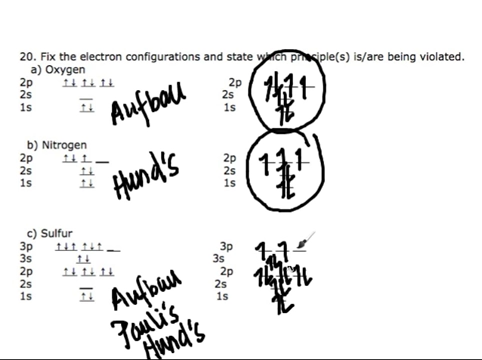 20. Fix the electron configurations and state which principle(s) is/are being violated.
a) Oxygen
2p ↑↓ ↑↓ ↑↓ 2p
2s 2s
1s ↑↓ 1s
Aufbau
b) Nitrogen
2p ↑↓ ↑ 2p
2s ↑↓ 2s
1s ↑↓ 1s
Hund's
c) Sulfur
3p ↑↓↑ ↑↓↑ 3p
3s ↑↓ 3s
2p ↑↓ ↑↓ ↑↓ 2p
2s 2s
1s ↑↓ 1s
Aufbau
Pauli's
Hund's